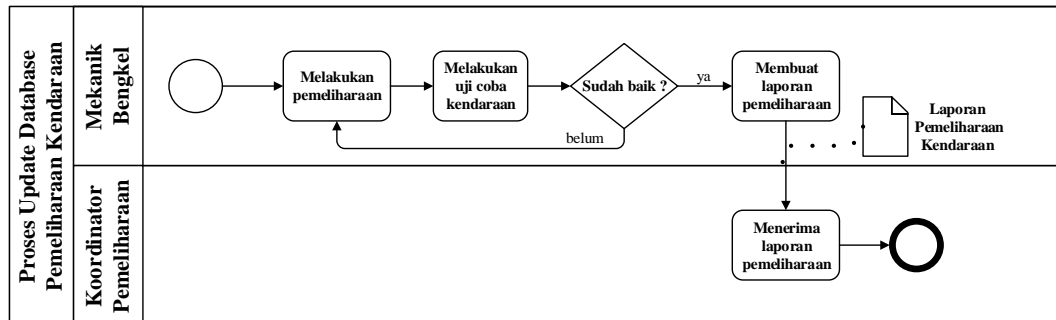 Proses Update Database
Pemeliharaan Kendaraan
Mekanik
Bengkel
Melakukan
pemeliharaan
Melakukan
uji coba
kendaraan
Sudah baik ?
ya
belum
Membuat
laporan
pemeliharaan
Laporan
Pemeliharaan
Kendaraan
Koordinator
Pemeliharaan
Menerima
laporan
pemeliharaan